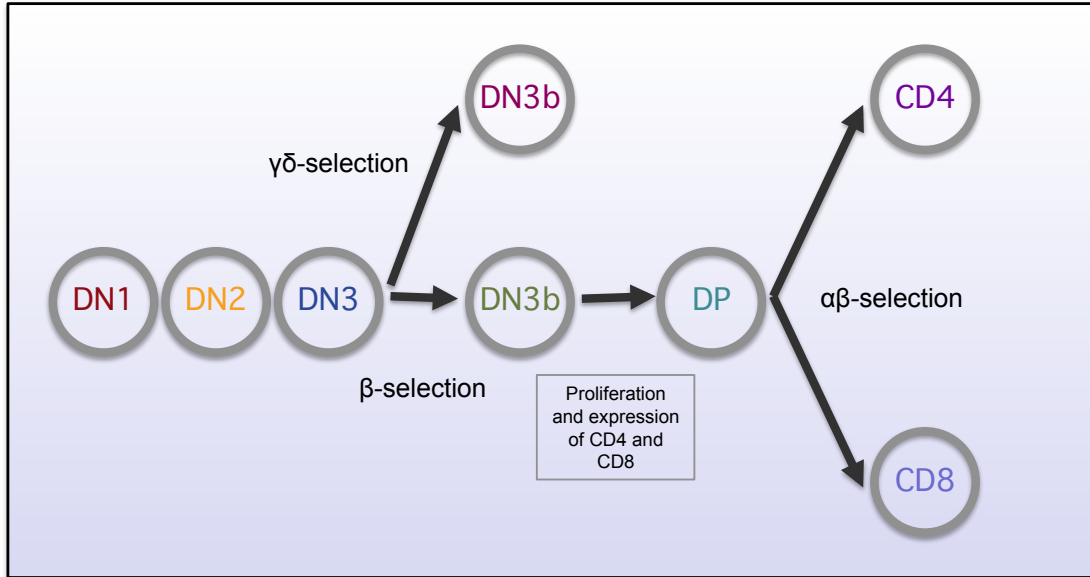 DN3b
CD4
γδ-selection
DN1
DN2
DN3
DN3b
DP
αβ-selection
β-selection
Proliferation
and expression
of CD4 and
CD8
CD8